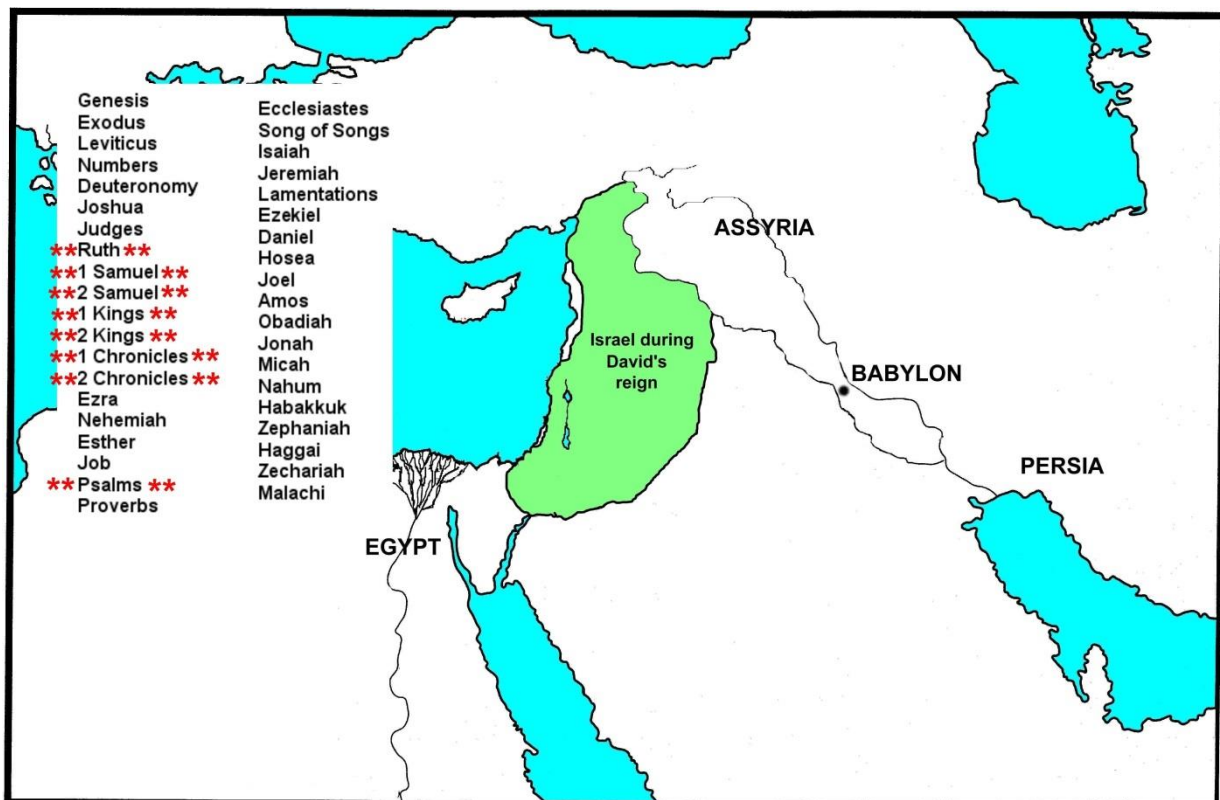 Genesis
Exodus
Leviticus
Numbers
Deuteronomy
Joshua
Judges
**Ruth **
**1 Samuel **
**2 Samuel **
**1 Kings **
**2 Kings **
**1 Chronicles **
**2 Chronicles **
Ezra
Nehemiah
Esther
Job
**Psalms **
Proverbs
Ecclesiastes
Song of Songs
Isaiah
Jeremiah
Lamentations
Ezekiel
Daniel
Hosea
Joel
Amos
Obadiah
Jonah
Micah
Nahum
Habakkuk
Zephaniah
Haggai
Zechariah
Malachi
ASSYRIA
Israel during
David's
reign
BABYLON
PERSIA
EGYPT